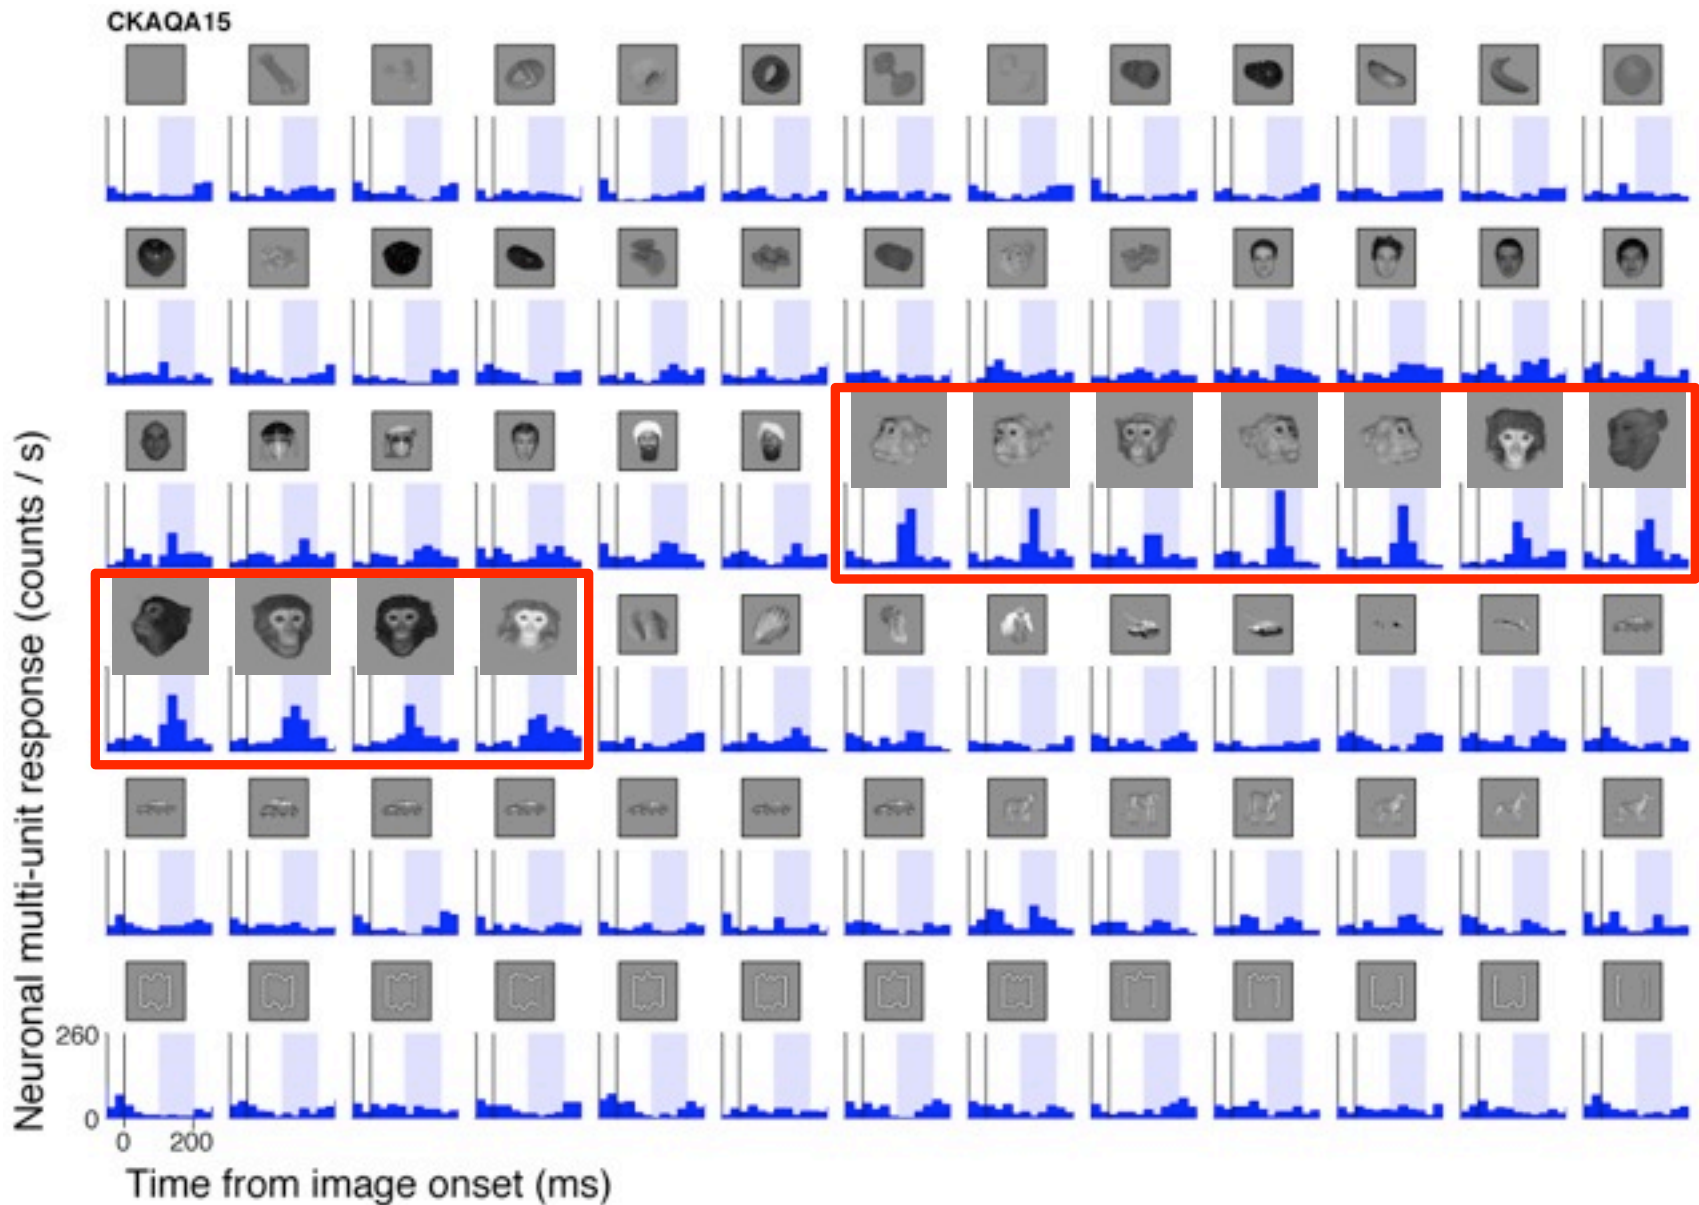 CKAQA15
Neuronal multi-unit response (counts / s)
260
0
0 200
Time from image onset (ms)